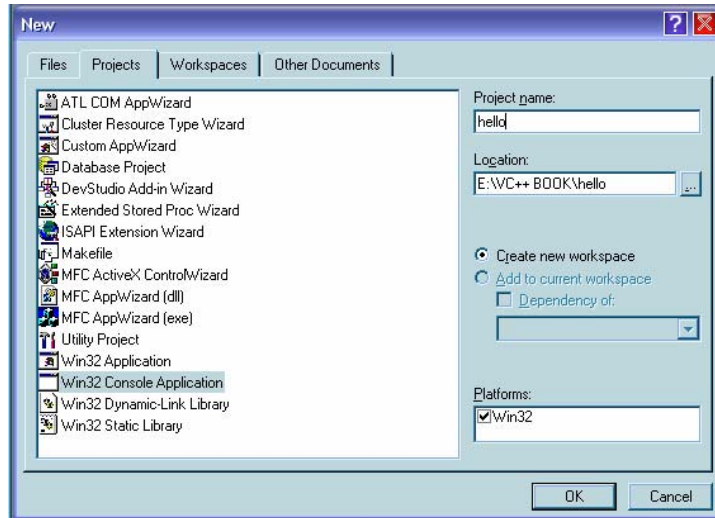 New
Files Projects Workspaces Other Documents
ATL COM AppWizard
Cluster Resource Type Wizard
Custom AppWizard
Database Project
DevStudio Add-in Wizard
Extended Stored Proc Wizard
ISAPI Extension Wizard
Makefile
MFC ActiveX ControlWizard
MFC AppWizard (dll)
MFC AppWizard (exe)
Utility Project
Win32 Application
Win32 Console Application
Win32 Dynamic-Link Library
Win32 Static Library
Project name:
hello
Location:
E:\VC++ BOOK\hello
...
Create new workspace
Add to current workspace
Dependency of:
Platforms:
Win32
OK Cancel